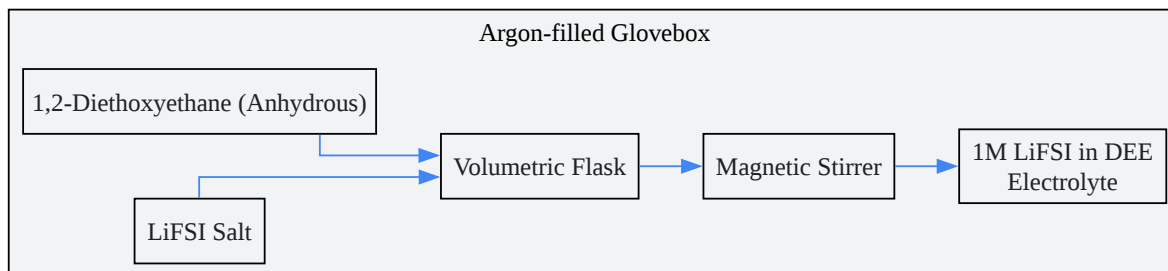 Argon-filled Glovebox
1,2-Diethoxyethane (Anhydrous)
LiFSI Salt
Volumetric Flask
Magnetic Stirrer
1M LiFSI in DEE
Electrolyte